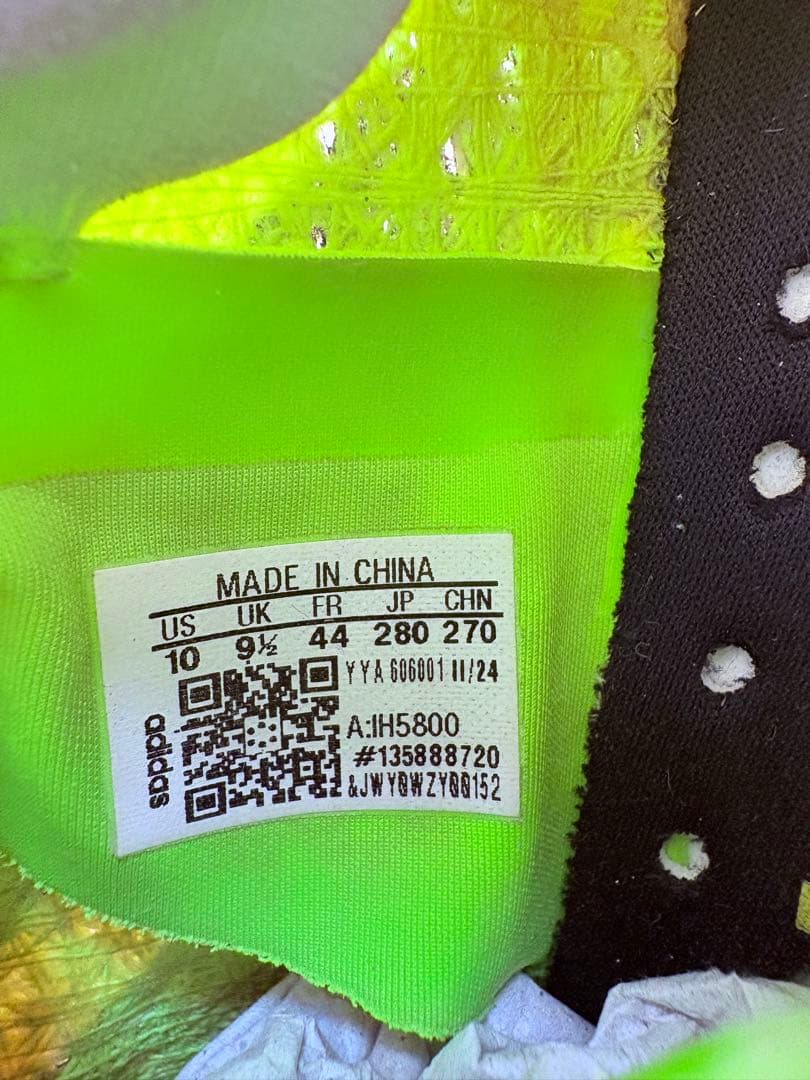 MADE IN CHINA
US UK FR JP CHN
10 9½ 44 280 270
YYA 606001 11/24
adidas
A:IH5800
#135888720
&JWY0WZY00152